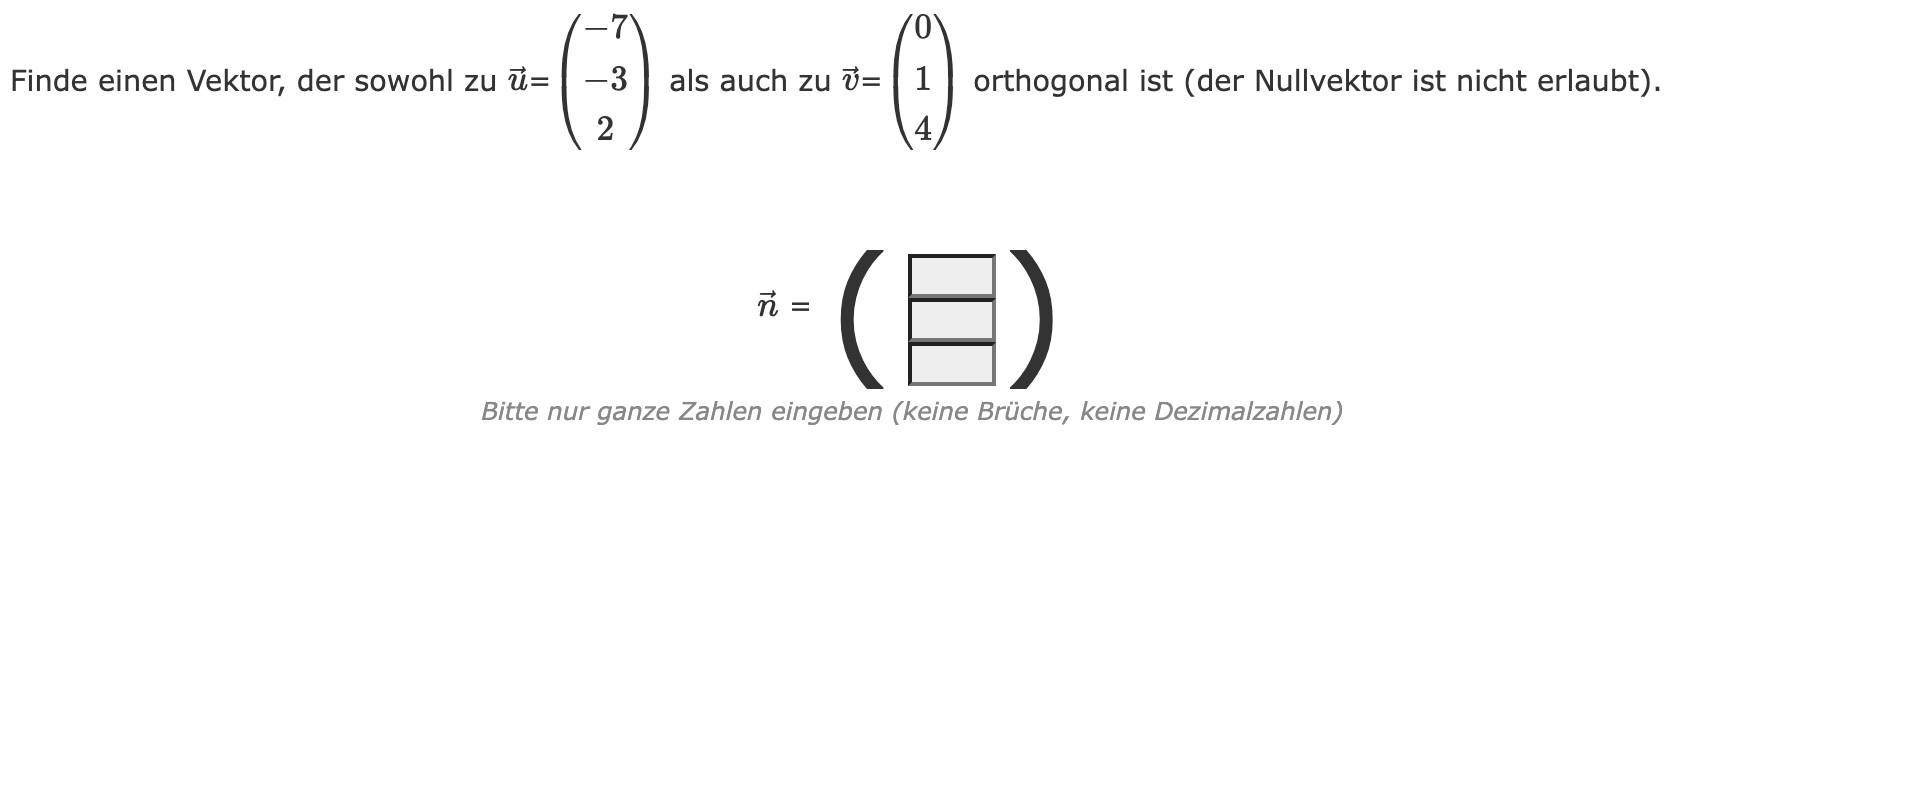 Finde einen Vektor, der sowohl zu $\vec{u}$=$\begin{pmatrix}-7\\-3\\2\end{pmatrix}$ als auch zu $\vec{v}$=$\begin{pmatrix}0\\1\\4\end{pmatrix}$ orthogonal ist (der Nullvektor ist nicht erlaubt).
$\vec{n}$ = ( )
Bitte nur ganze Zahlen eingeben (keine Brüche, keine Dezimalzahlen)